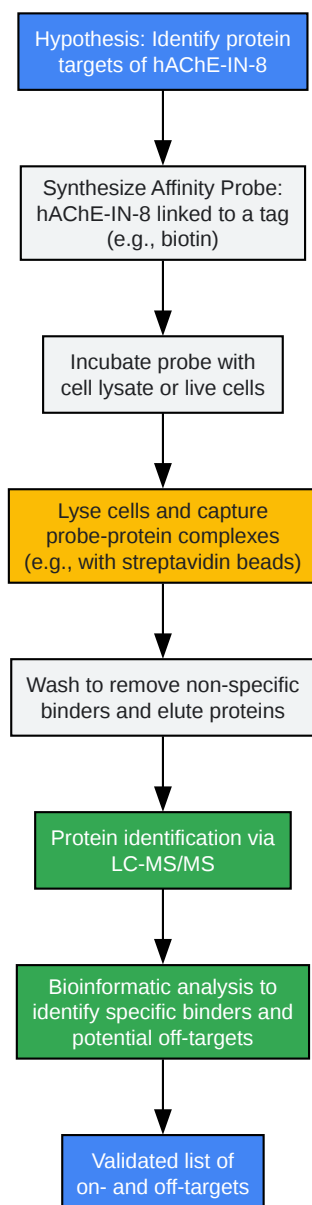 Hypothesis: Identify protein
targets of hAChE-IN-8
Synthesize Affinity Probe:
hAChE-IN-8 linked to a tag
(e.g., biotin)
Incubate probe with
cell lysate or live cells
Lyse cells and capture
probe-protein complexes
(e.g., with streptavidin beads)
Wash to remove non-specific
binders and elute proteins
Protein identification via
LC-MS/MS
Bioinformatic analysis to
identify specific binders and
potential off-targets
Validated list of
on- and off-targets